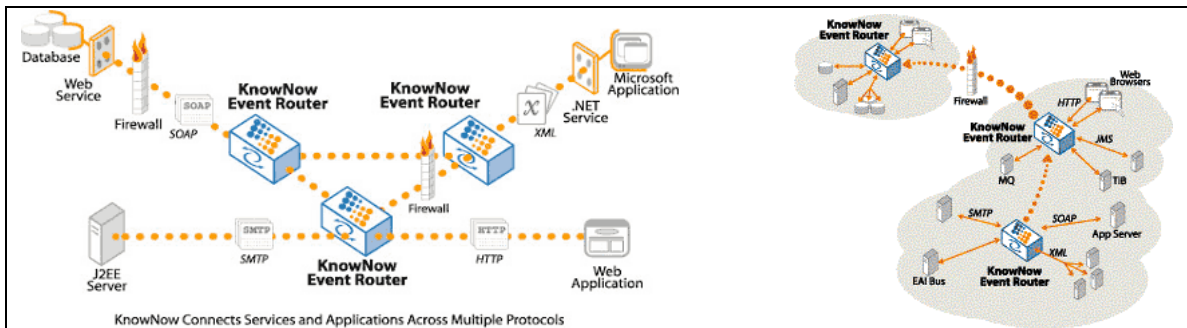 Database
Web
Service
Firewall
SOAP
SOAP
KnowNow
Event Router
KnowNow
Event Router
X
XML
.NET
Service
Microsoft
Application
Firewall
J2EE
Server
SMTP
SMTP
KnowNow
Event Router
HTTP
HTTP
Web
Application
KnowNow Connects Services and Applications Across Multiple Protocols
KnowNow
Event Router
Firewall
Web
Browsers
HTTP
KnowNow
Event Router
JMS
MQ
TIB
SMTP
SOAP
App Server
XML
EAI Bus
KnowNow
Event Router